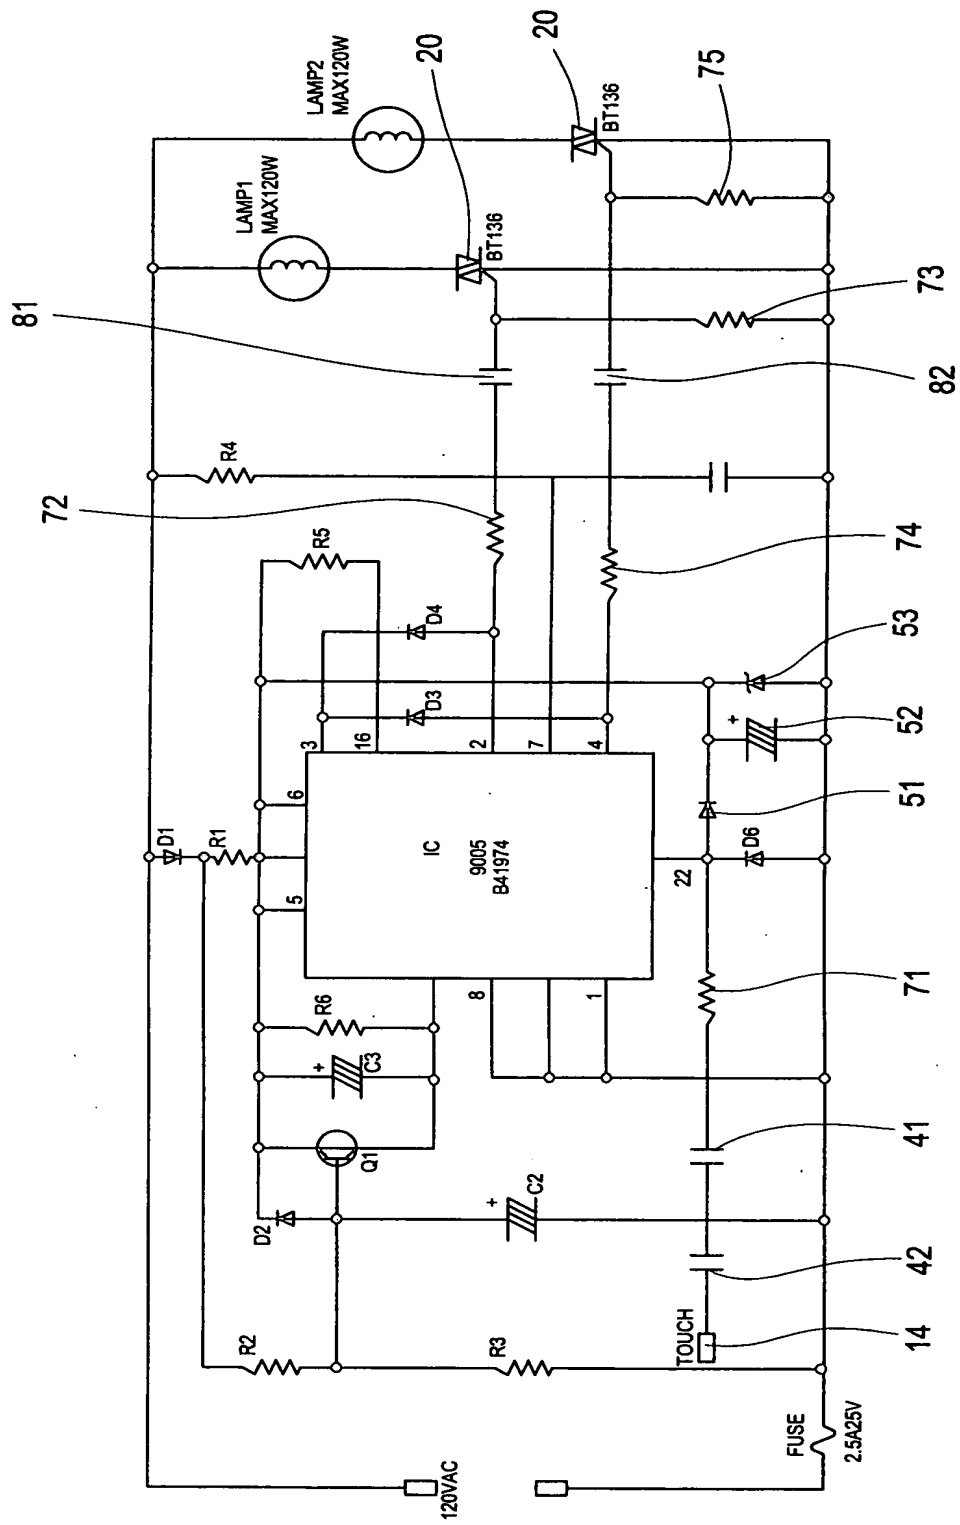 LAMP2
MAX120W
20
20
75
LAMP1
MAX120W
BT136
20
BT136
73
81
82
R4
72
R5
74
D4
53
D3
52
3
16
2
7
4
51
6
D1
R1
IC
9005
B41974
D6
22
5
71
R6
8
1
C3
41
Q1
D2
C2
42
TOUCH
14
R2
R3
FUSE
2.5A25V
120VAC